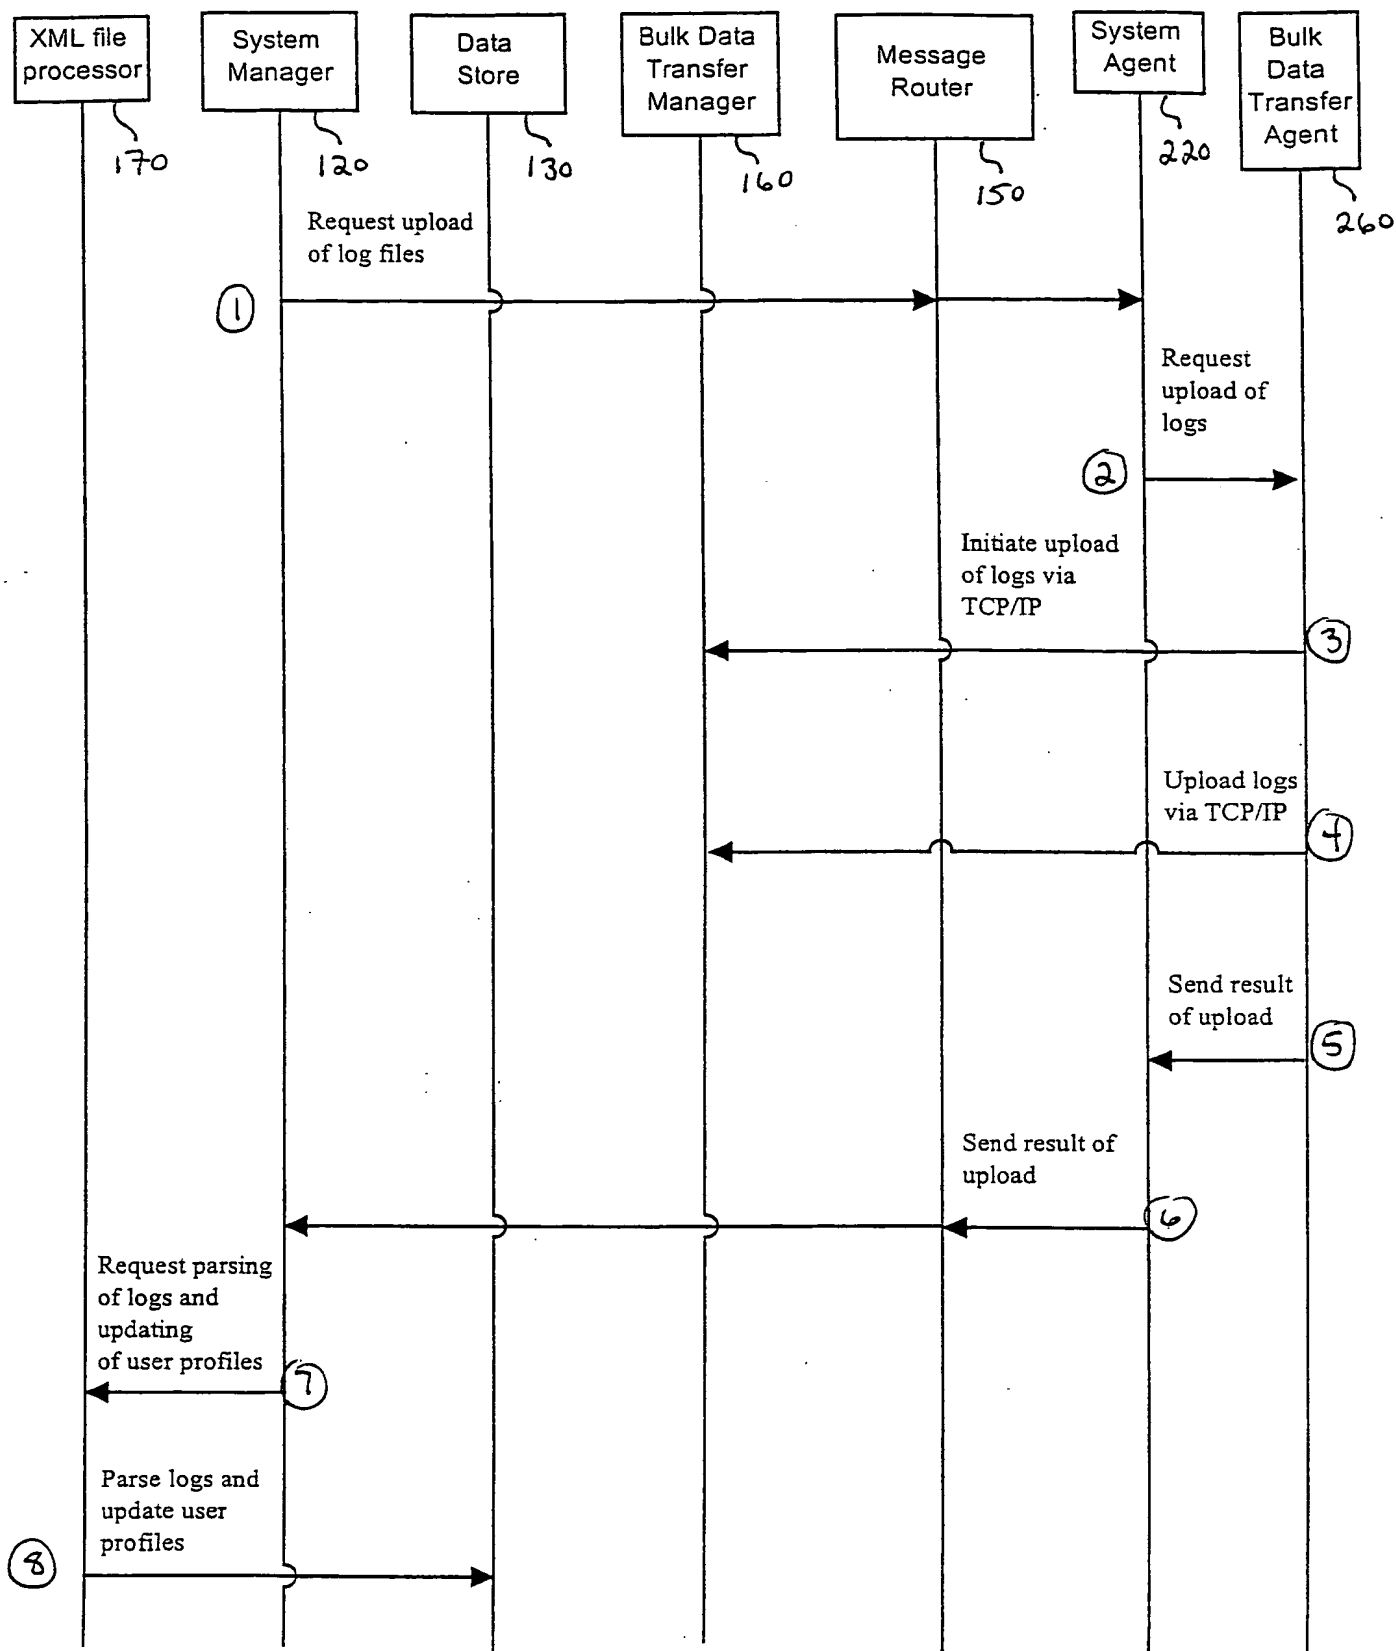 XML file
processor
System
Manager
Data
Store
Bulk Data
Transfer
Manager
Message
Router
System
Agent
Bulk
Data
Transfer
Agent
170
120
130
160
150
220
260
Request upload
of log files
1
Request
upload of
logs
2
Initiate upload
of logs via
TCP/IP
3
Upload logs
via TCP/IP
4
Send result
of upload
5
Send result of
upload
6
Request parsing
of logs and
updating
of user profiles
7
Parse logs and
update user
profiles
8